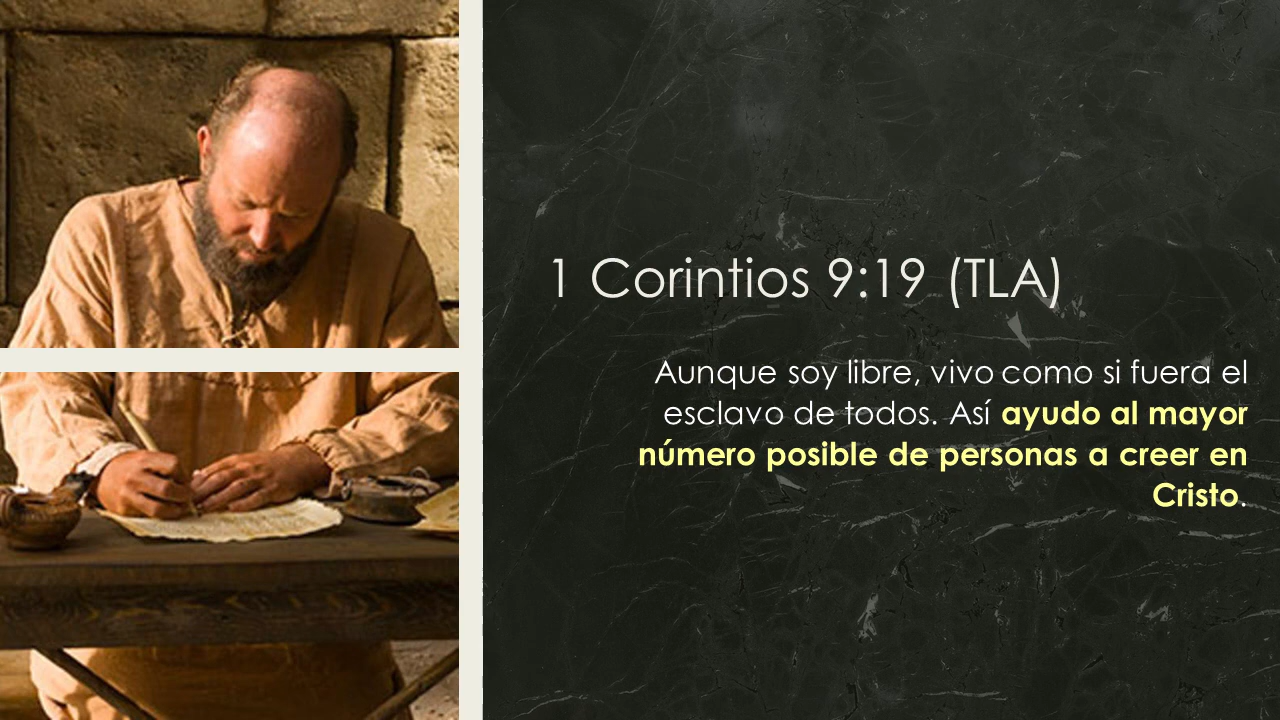 1 Corintios 9:19 (TLA)
Aunque soy libre, vivo como si fuera el
esclavo de todos. Así ayudo al mayor
número posible de personas a creer en
Cristo.